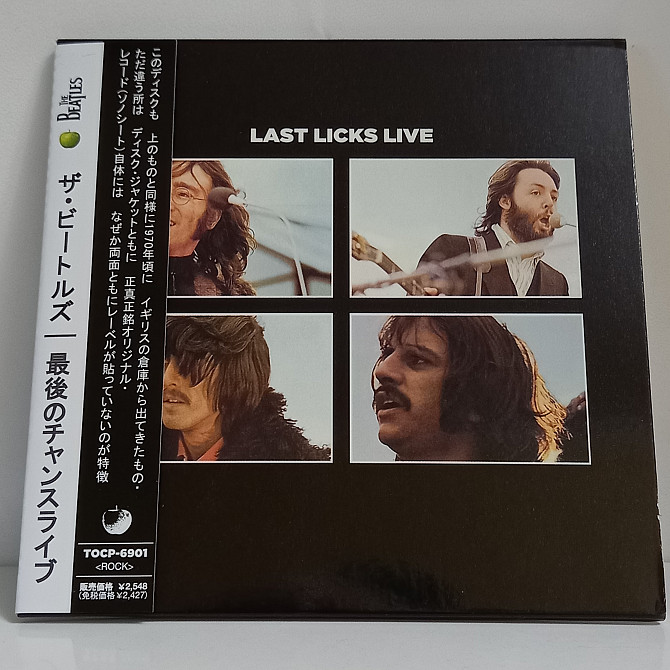 THE
BEATLES
ザ・ビートルズ | 最後のチャンスライブ
このディスクも 上のものと同様に1970年頃に イギリスの倉庫から出てきたもの・
ただ違う所は ディスク・ジャケットともに 正真正銘オリジナル・
レコード(ソノシート)自体には なぜか両面ともにレーベルが貼っていないのが特徴
TOCP-6901
<ROCK>
販売価格 ¥2,548
(免税価格¥2,427)
LAST LICKS LIVE